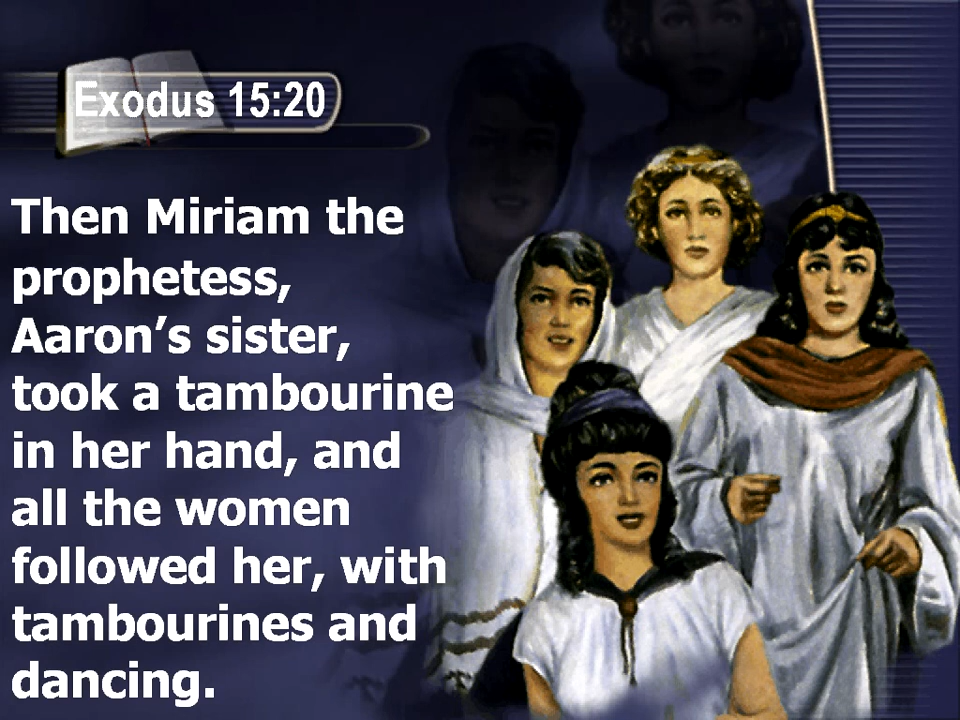 Exodus 15:20
Then Miriam the
prophetess,
Aaron’s sister,
took a tambourine
in her hand, and
all the women
followed her, with
tambourines and
dancing.